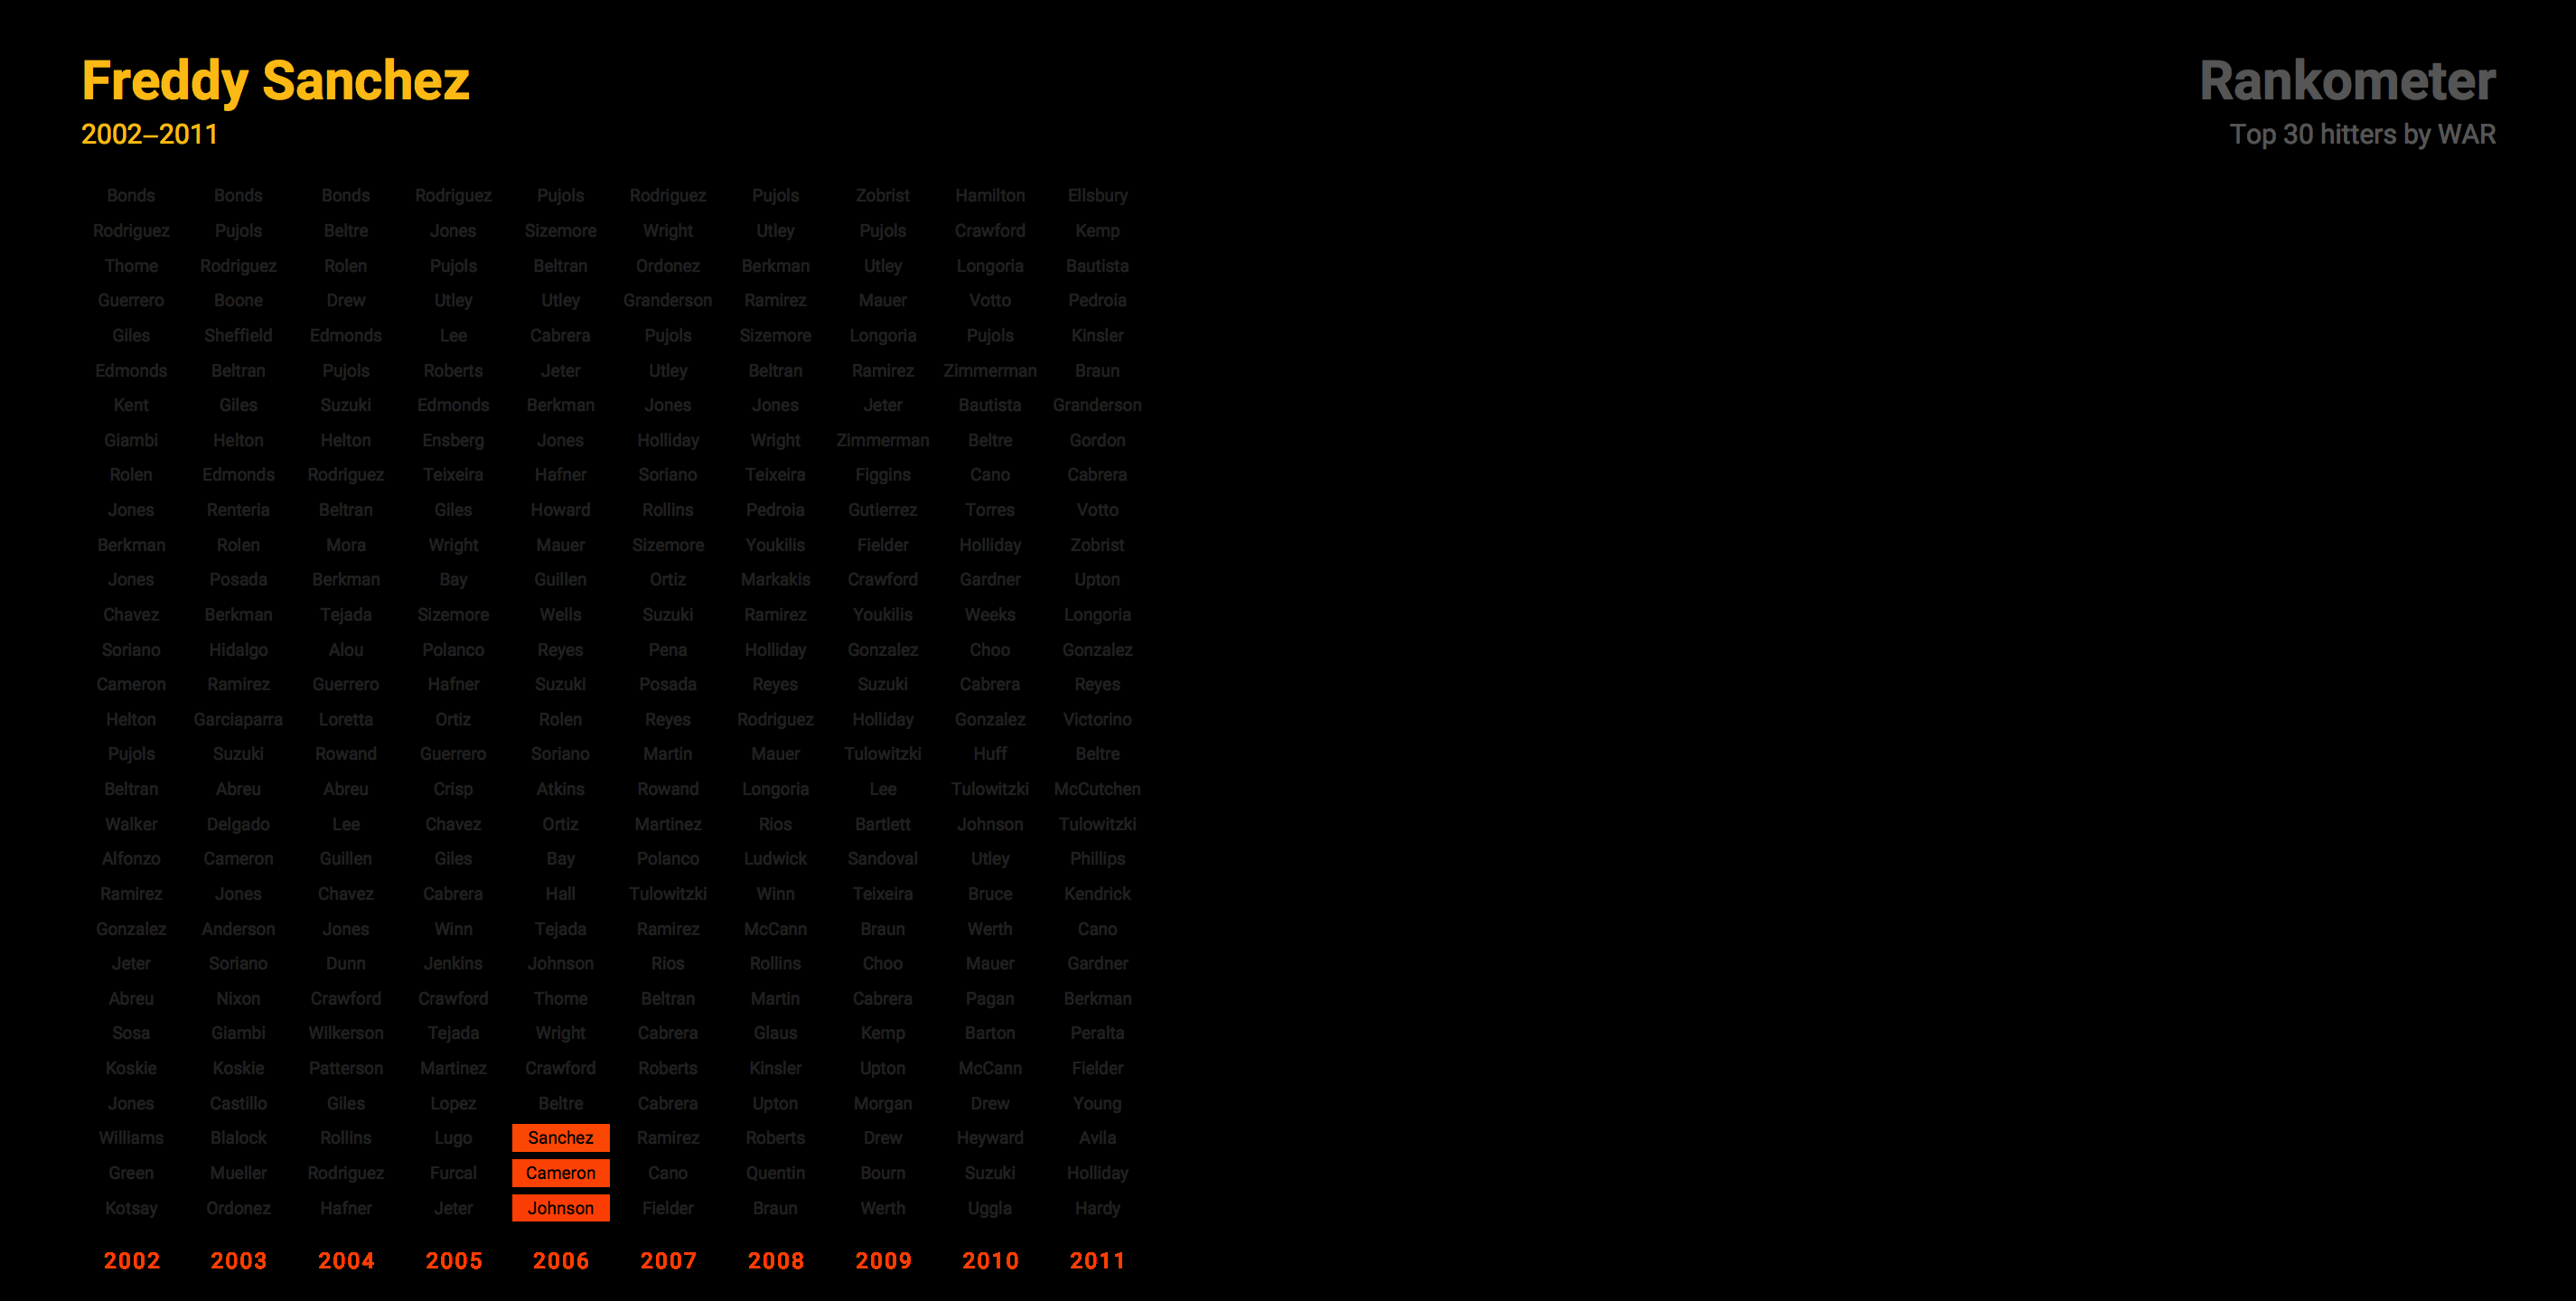 Freddy Sanchez
2002–2011
Rankometer
Top 30 hitters by WAR
Bonds Bonds Bonds Rodriguez Pujols Rodriguez Pujols Zobrist Hamilton Ellsbury
Rodriguez Pujols Beltre Jones Sizemore Wright Utley Pujols Crawford Kemp
Thome Rodriguez Rolen Pujols Beltran Ordonez Berkman Utley Longoria Bautista
Guerrero Boone Drew Utley Utley Granderson Ramirez Mauer Votto Pedroia
Giles Sheffield Edmonds Lee Cabrera Pujols Sizemore Longoria Pujols Kinsler
Edmonds Beltran Pujols Roberts Jeter Utley Beltran Ramirez Zimmerman Braun
Kent Giles Suzuki Edmonds Berkman Jones Jones Jeter Bautista Granderson
Giambi Helton Helton Ensberg Jones Holliday Wright Zimmerman Beltre Gordon
Rolen Edmonds Rodriguez Teixeira Hafner Soriano Teixeira Figgins Cano Cabrera
Jones Renteria Beltran Giles Howard Rollins Pedroia Gutierrez Torres Votto
Berkman Rolen Mora Wright Mauer Sizemore Youkilis Fielder Holliday Zobrist
Jones Posada Berkman Bay Guillen Ortiz Markakis Crawford Gardner Upton
Chavez Berkman Tejada Sizemore Wells Suzuki Ramirez Youkilis Weeks Longoria
Soriano Hidalgo Alou Polanco Reyes Pena Holliday Gonzalez Choo Gonzalez
Cameron Ramirez Guerrero Hafner Suzuki Posada Reyes Suzuki Cabrera Reyes
Helton Garciaparra Loretta Ortiz Rolen Reyes Rodriguez Holliday Gonzalez Victorino
Pujols Suzuki Rowand Guerrero Soriano Martin Mauer Tulowitzki Huff Beltre
Beltran Abreu Abreu Crisp Atkins Rowand Longoria Lee Tulowitzki McCutchen
Walker Delgado Lee Chavez Ortiz Martinez Rios Bartlett Johnson Tulowitzki
Alfonzo Cameron Guillen Giles Bay Polanco Ludwick Sandoval Utley Phillips
Ramirez Jones Chavez Cabrera Hall Tulowitzki Winn Teixeira Bruce Kendrick
Gonzalez Anderson Jones Winn Tejada Ramirez McCann Braun Werth Cano
Jeter Soriano Dunn Jenkins Johnson Rios Rollins Choo Mauer Gardner
Abreu Nixon Crawford Crawford Thome Beltran Martin Cabrera Pagan Berkman
Sosa Giambi Wilkerson Tejada Wright Cabrera Glaus Kemp Barton Peralta
Koskie Koskie Patterson Martinez Crawford Roberts Kinsler Upton McCann Fielder
Jones Castillo Giles Lopez Beltre Cabrera Upton Morgan Drew Young
Williams Blalock Rollins Lugo Sanchez Ramirez Roberts Drew Heyward Avila
Green Mueller Rodriguez Furcal Cameron Cano Quentin Bourn Suzuki Holliday
Kotsay Ordonez Hafner Jeter Johnson Fielder Braun Werth Uggla Hardy
2002 2003 2004 2005 2006 2007 2008 2009 2010 2011